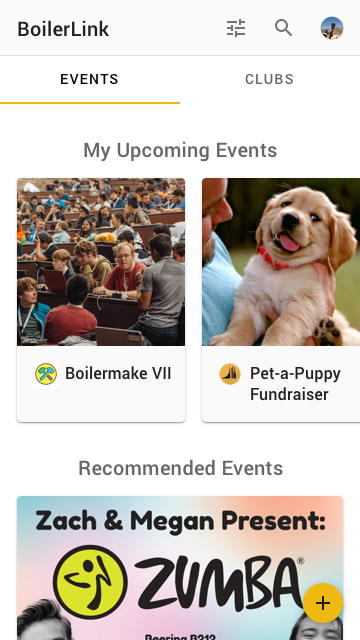 BoilerLink
EVENTS
CLUBS
My Upcoming Events
Boilermake VII
Pet-a-Puppy
Fundraiser
Recommended Events
Zach & Megan Present:
ZUMBA®
Beering B212